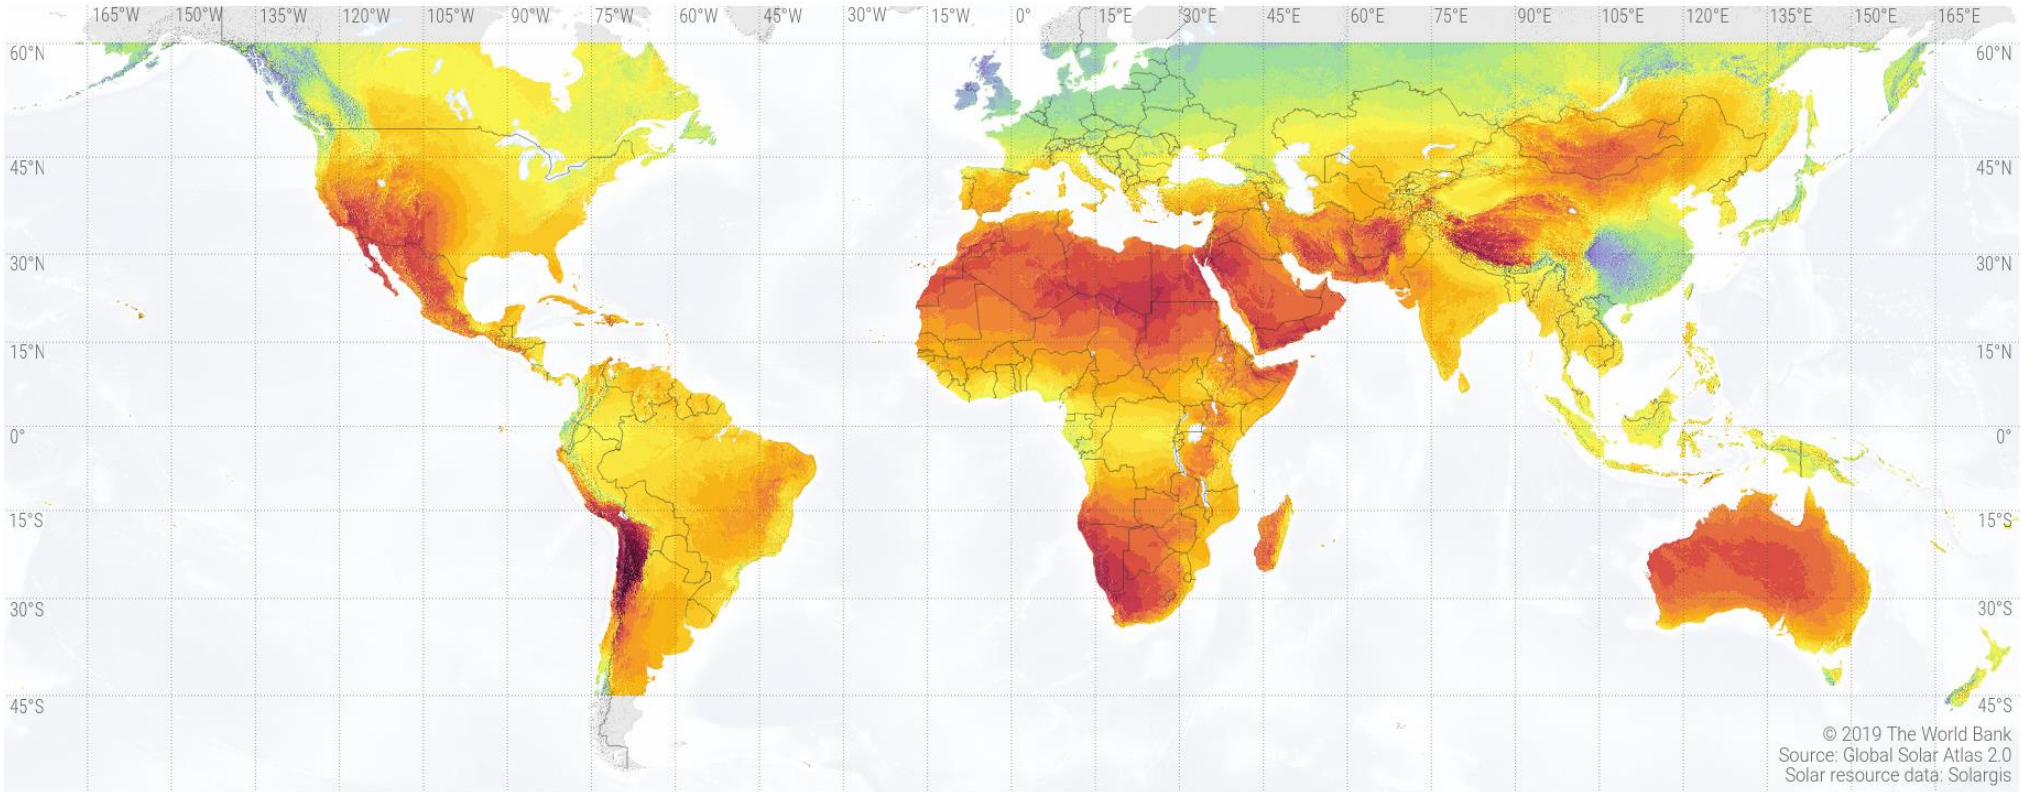 165°W 150°W 135°W 120°W 105°W 90°W 75°W 60°W 45°W 30°W 15°W 0° 15°E 30°E 45°E 60°E 75°E 90°E 105°E 120°E 135°E 150°E 165°E
60°N 60°N
45°N 45°N
30°N 30°N
15°N 15°N
0° 0°
15°S 15°S
30°S 30°S
45°S 45°S
© 2019 The World Bank
Source: Global Solar Atlas 2.0
Solar resource data: Solargis